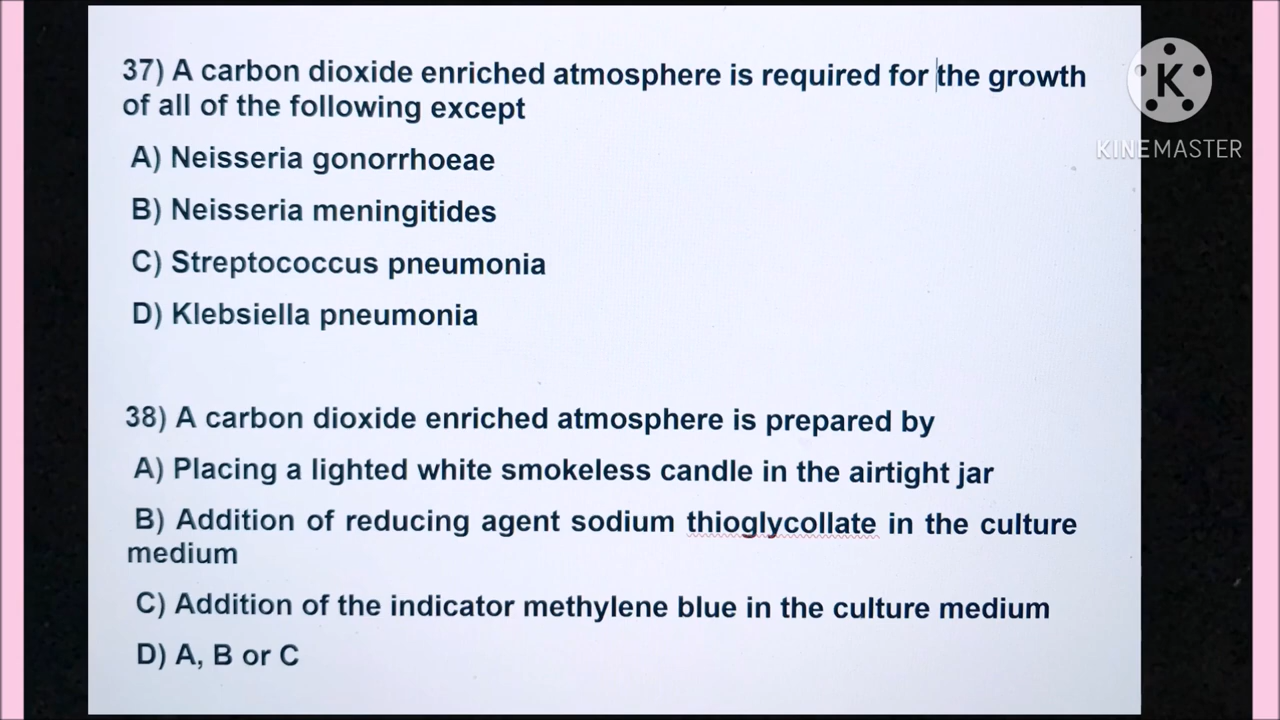 37) A carbon dioxide enriched atmosphere is required for the growth
of all of the following except
A) Neisseria gonorrhoeae
B) Neisseria meningitides
C) Streptococcus pneumonia
D) Klebsiella pneumonia
38) A carbon dioxide enriched atmosphere is prepared by
A) Placing a lighted white smokeless candle in the airtight jar
B) Addition of reducing agent sodium thioglycollate in the culture
medium
C) Addition of the indicator methylene blue in the culture medium
D) A, B or C
K
KINEMASTER